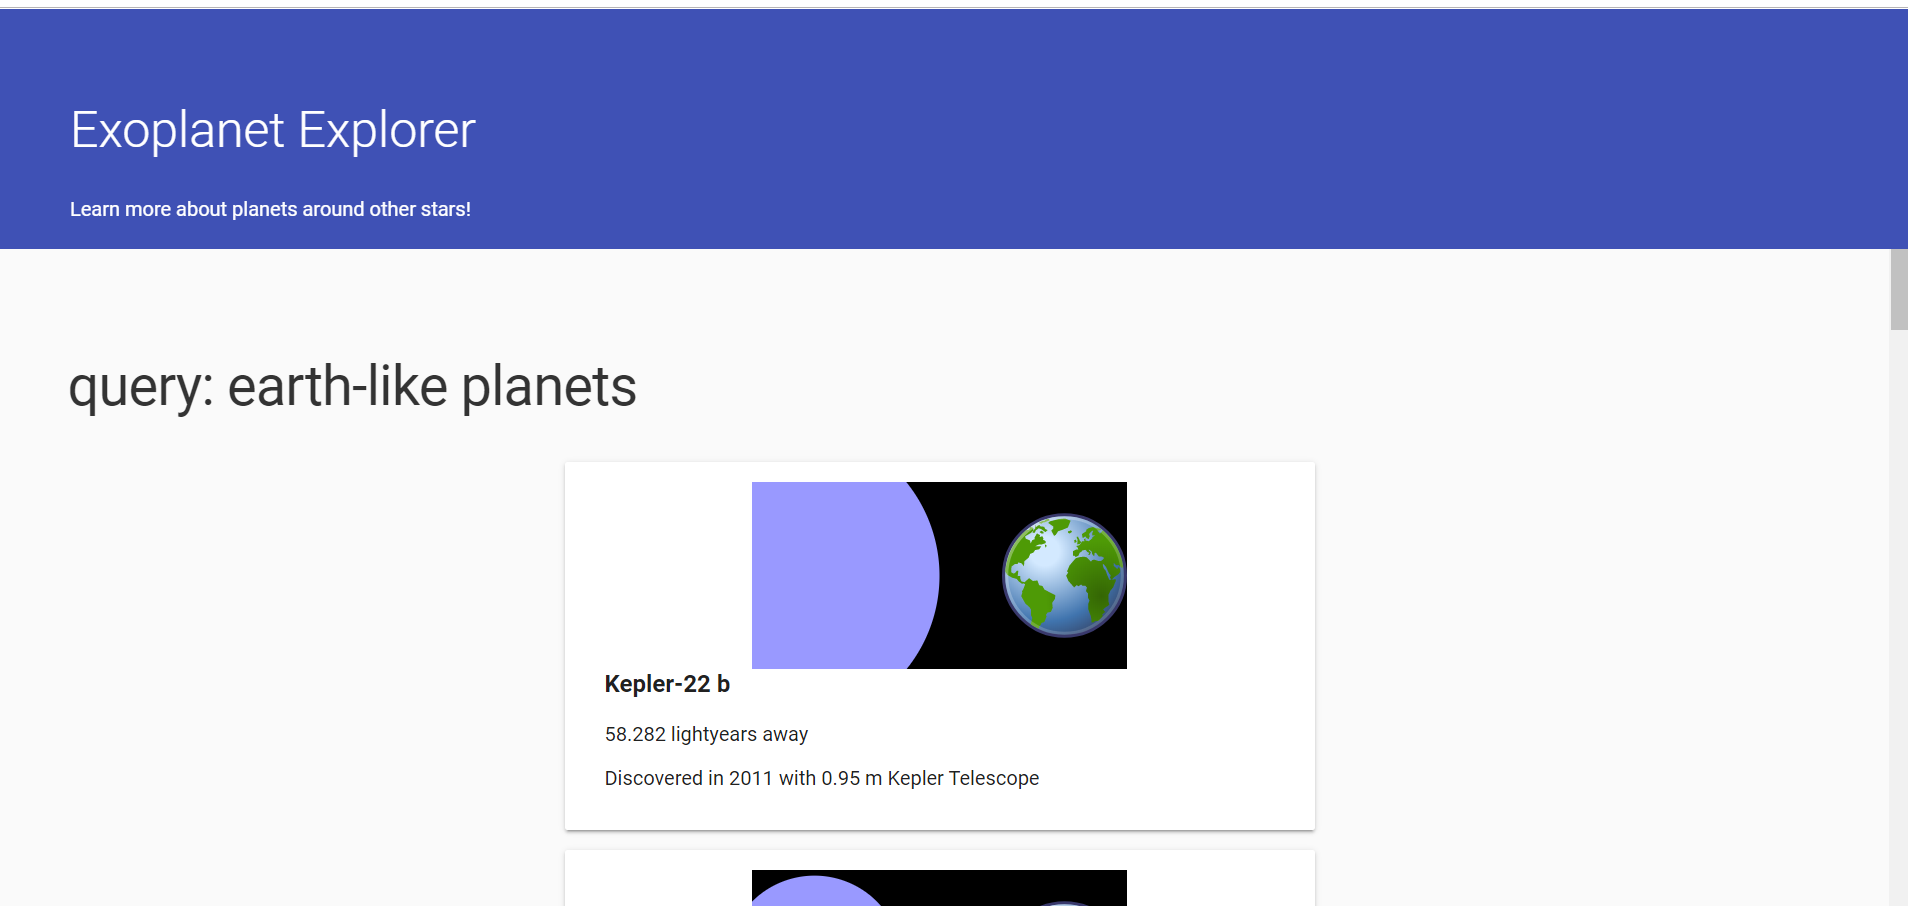 Exoplanet Explorer
Learn more about planets around other stars!
query: earth-like planets
Kepler-22 b
58.282 lightyears away
Discovered in 2011 with 0.95 m Kepler Telescope